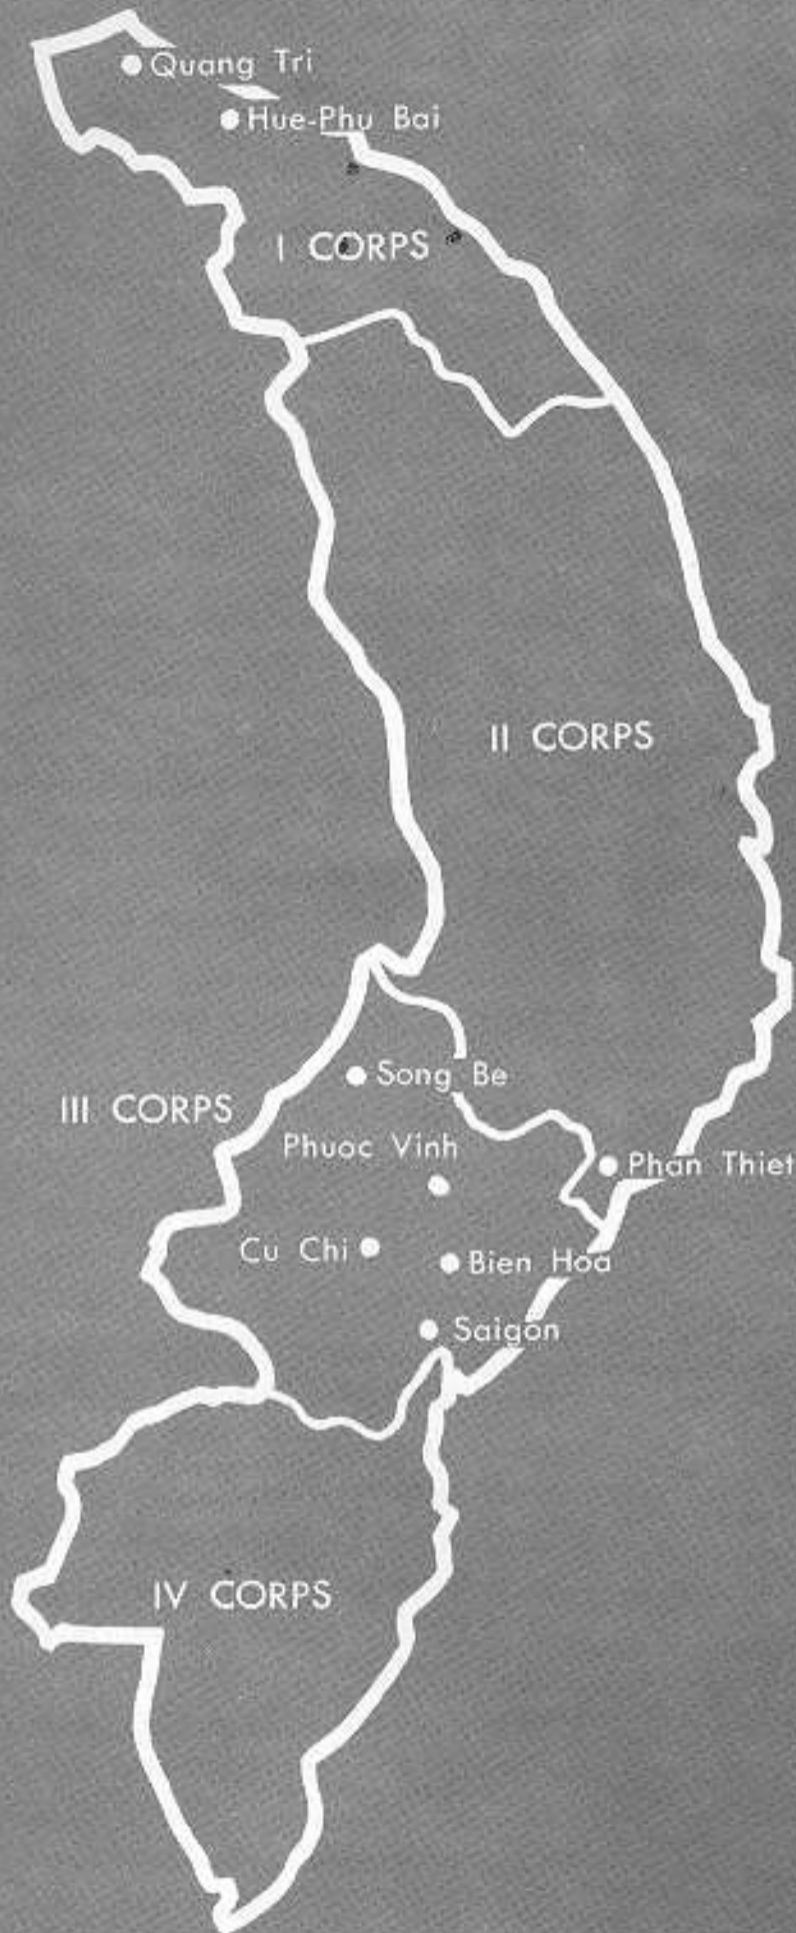 Quang Tri
Hue-Phu Bai
I CORPS
II CORPS
Song Be
III CORPS
Phuoc Vinh
Phan Thiet
Cu Chi
Bien Hoa
Saigon
IV CORPS